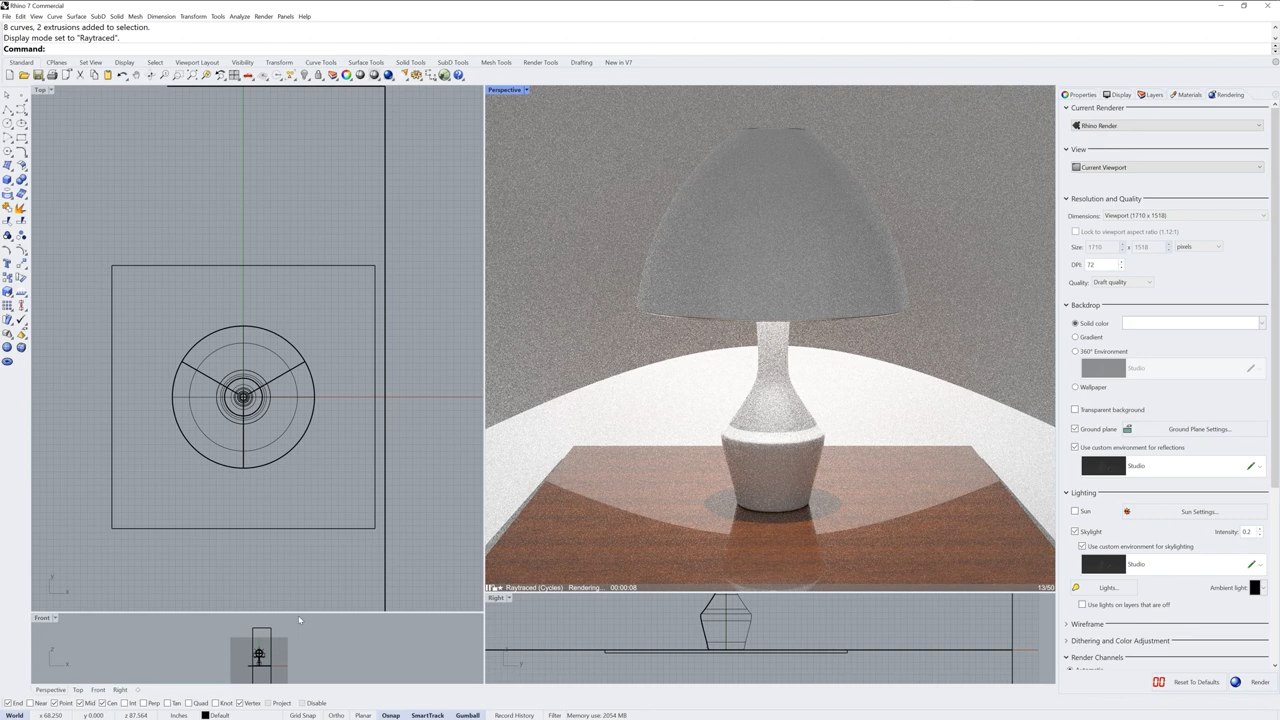 Rhino 7 Commercial
File Edit View Curve Surface SubD Solid Mesh Dimension Transform Tools Analyze Render Panels Help
8 curves, 2 extrusions added to selection.
Display mode set to "Raytraced".
Command:
Standard CPlanes Set View Display Select Viewport Layout Visibility Transform Curve Tools Surface Tools Solid Tools SubD Tools Mesh Tools Render Tools Drafting New in V7
Top
Perspective
Properties Display Layers Materials Rendering
Current Renderer
Rhino Render
View
Current Viewport
Resolution and Quality
Dimensions: Viewport (1710 x 1518)
Lock to viewport aspect ratio (1.12:1)
Size: 1710 x 1518 pixels
DPI: 72
Quality: Draft quality
Backdrop
Solid color
Gradient
360° Environment
Studio
Wallpaper
Transparent background
Ground plane Ground Plane Settings...
Use custom environment for reflections
Studio
Lighting
Sun Sun Settings...
Skylight Intensity: 0.2
Use custom environment for skylighting
Studio
Lights... Ambient light:
Use lights on layers that are off
Wireframe
Dithering and Color Adjustment
Render Channels
Reset To Defaults Render
y
x
Raytraced (Cycles) Rendering... 00:00:08 13/50
Front
z
x
Right
z
y
Perspective Top Front Right
End Near Point Mid Cen Int Perp Tan Quad Knot Vertex Project Disable
World x 68.250 y 0.000 z 87.564 Inches Default Grid Snap Ortho Planar Osnap SmartTrack Gumball Record History Filter Memory use: 2054 MB